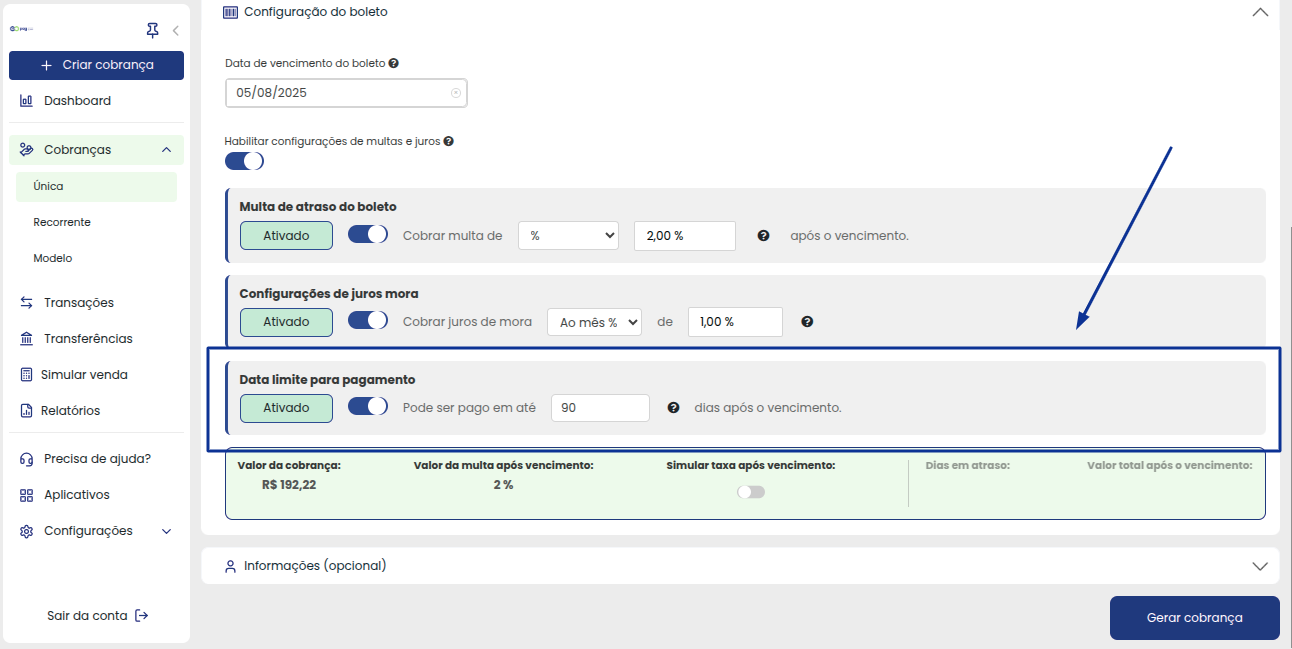 Criar cobrança
Dashboard
Cobranças
Única
Recorrente
Modelo
Transações
Transferências
Simular venda
Relatórios
Precisa de ajuda?
Aplicativos
Configurações
Sair da conta
Configuração do boleto
Data de vencimento do boleto
05/08/2025
Habilitar configurações de multas e juros
Multa de atraso do boleto
Ativado Cobrar multa de % 2,00 % após o vencimento.
Configurações de juros mora
Ativado Cobrar juros de mora Ao mês % de 1,00 %
Data limite para pagamento
Ativado Pode ser pago em até 90 dias após o vencimento.
Valor da cobrança: Valor da multa após vencimento: Simular taxa após vencimento: Dias em atraso: Valor total após o vencimento:
R$ 192,22 2 %
Informações (opcional)
Gerar cobrança